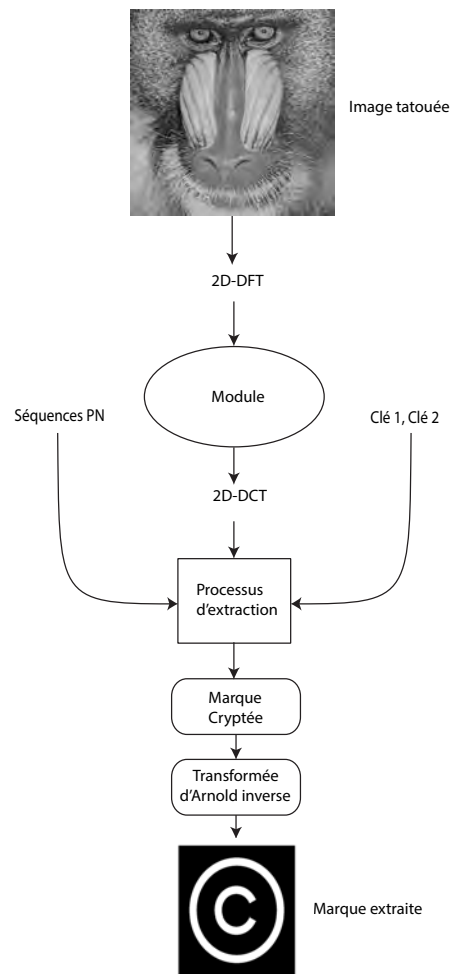 Image tatouée
2D-DFT
Module
Séquences PN
Clé 1, Clé 2
2D-DCT
Processus
d'extraction
Marque
Cryptée
Transformée
d'Arnold inverse
C
Marque extraite